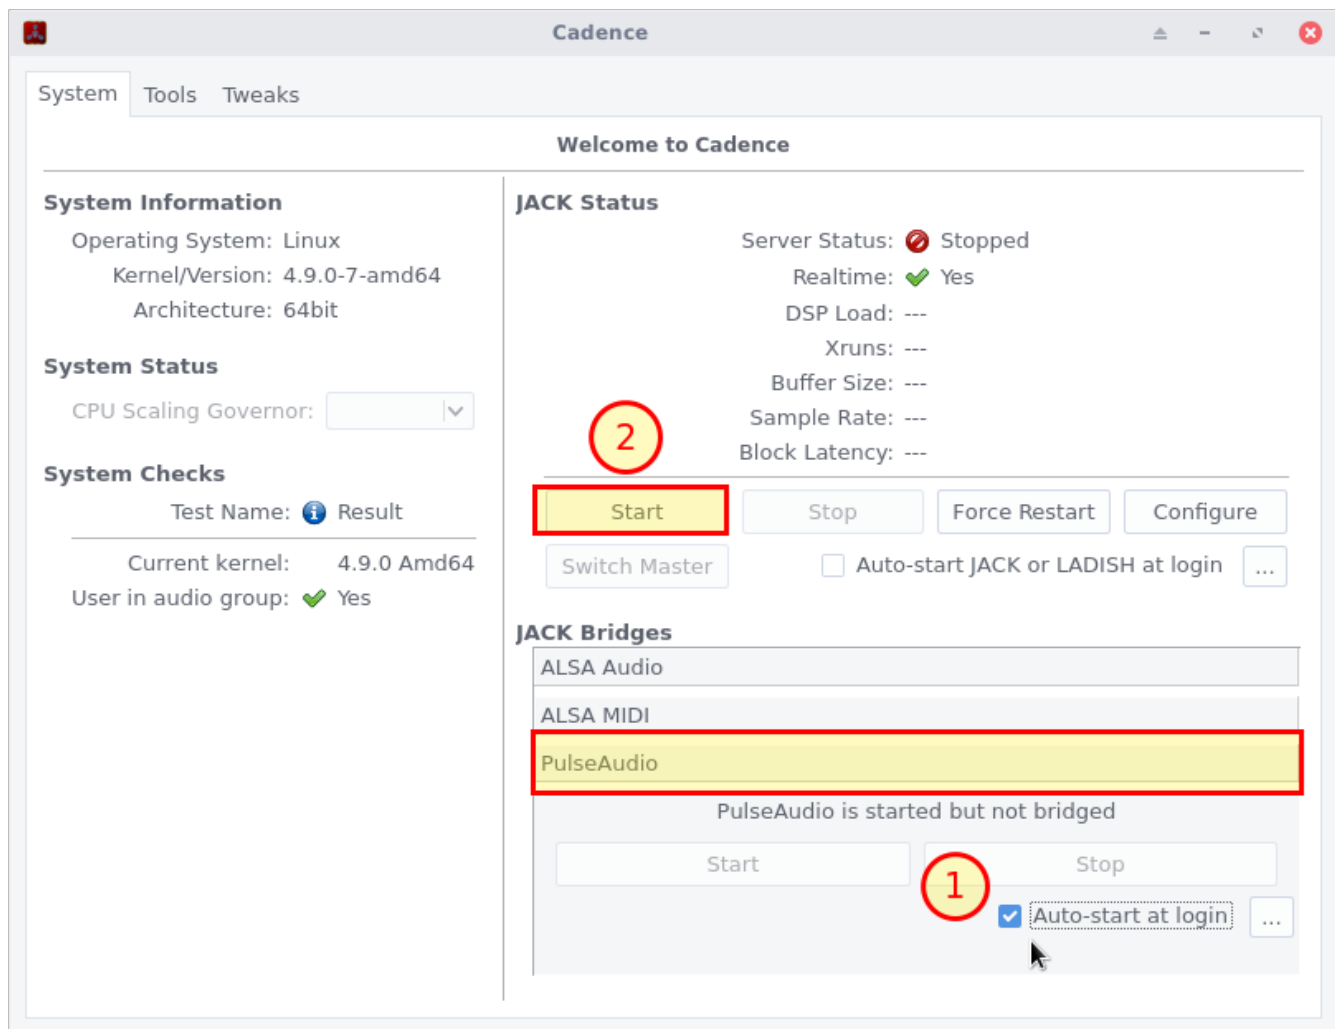 Cadence
System Tools Tweaks
Welcome to Cadence
System Information
Operating System: Linux
Kernel/Version: 4.9.0-7-amd64
Architecture: 64bit
System Status
CPU Scaling Governor:
System Checks
Test Name: Result
Current kernel: 4.9.0 Amd64
User in audio group: Yes
JACK Status
Server Status: Stopped
Realtime: Yes
DSP Load: ---
Xruns: ---
Buffer Size: ---
Sample Rate: ---
Block Latency: ---
2
Start Stop Force Restart Configure
Switch Master Auto-start JACK or LADISH at login ...
JACK Bridges
ALSA Audio
ALSA MIDI
PulseAudio
PulseAudio is started but not bridged
Start Stop
1
Auto-start at login ...